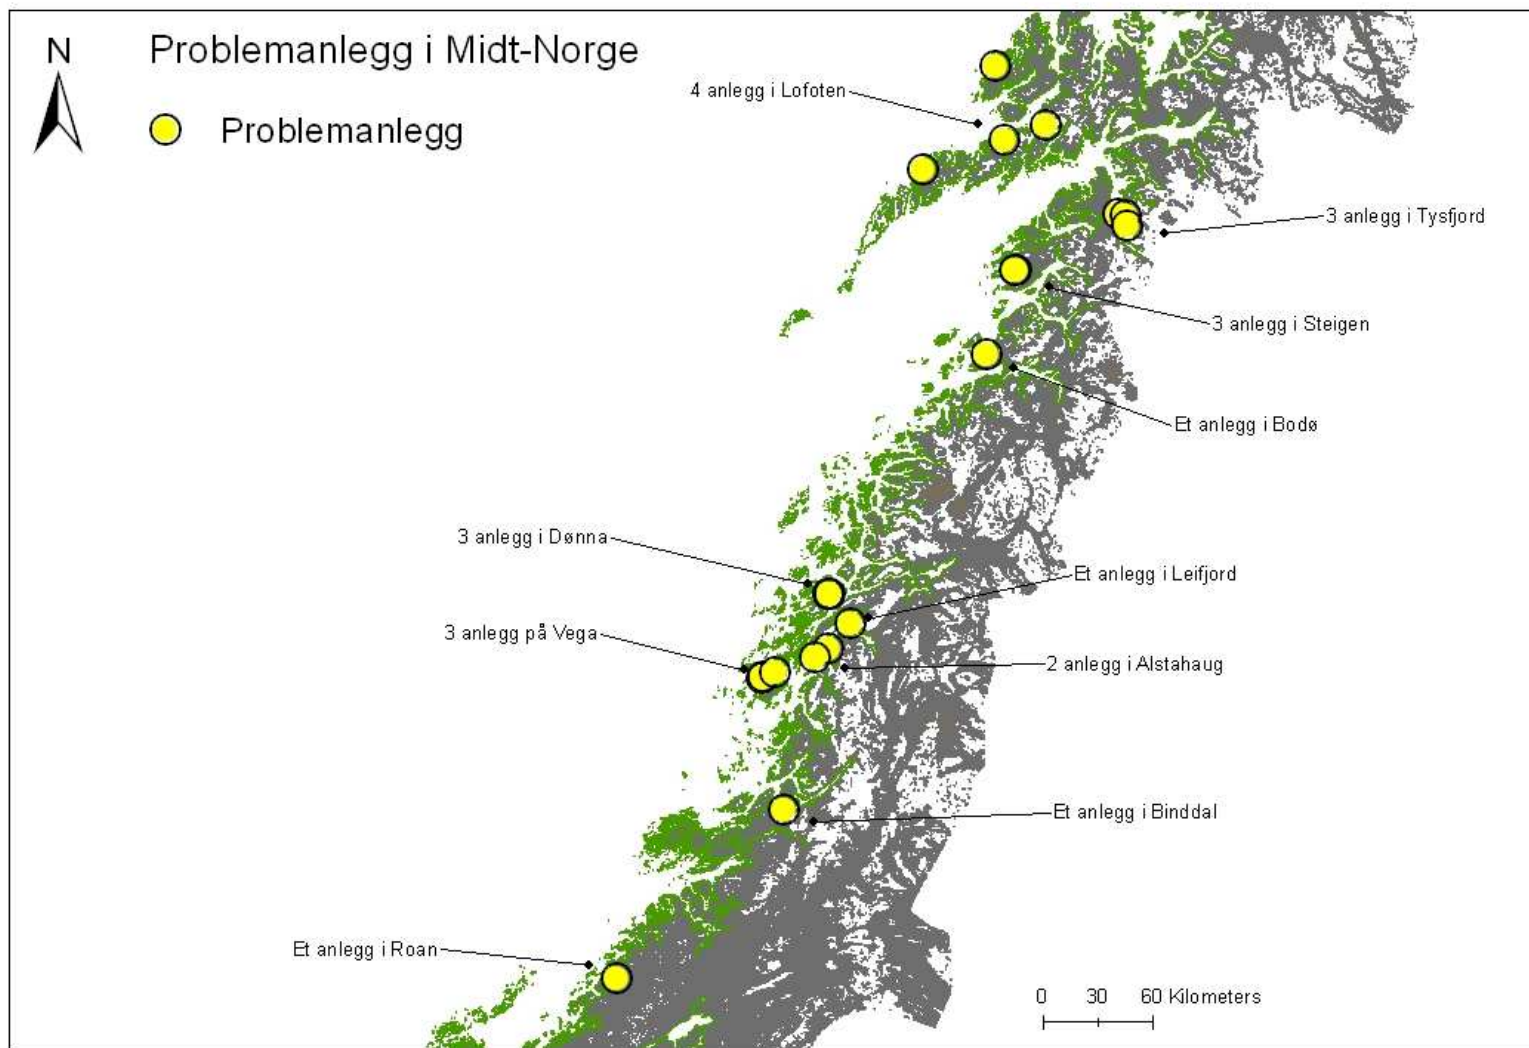 N
Problemanlegg i Midt-Norge
Problemanlegg
4 anlegg i Lofoten
3 anlegg i Tysfjord
3 anlegg i Steigen
Et anlegg i Bodø
3 anlegg i Dønna
Et anlegg i Leifjord
3 anlegg på Vega
2 anlegg i Alstahaug
Et anlegg i Binddal
Et anlegg i Roan
0 30 60 Kilometers